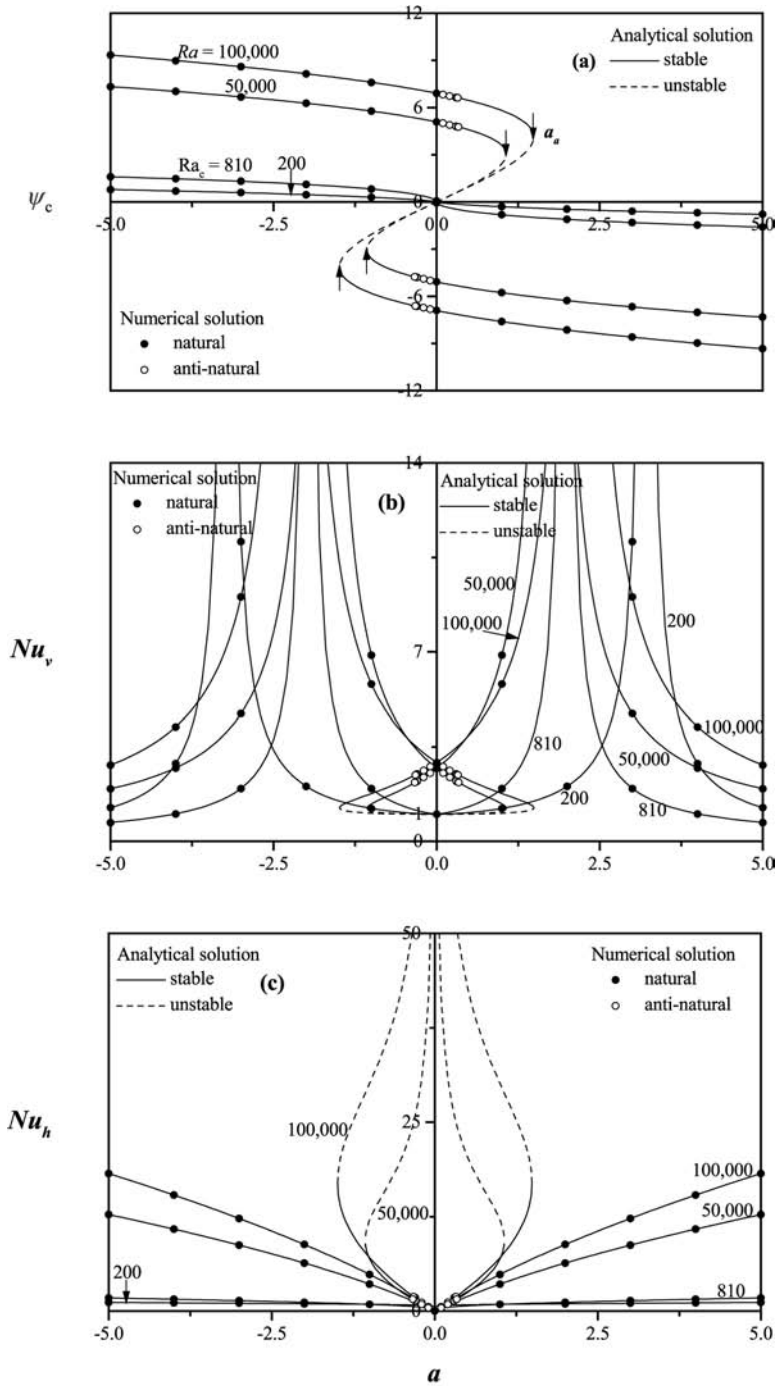 12
Ra = 100,000
(a)
Analytical solution
stable
unstable
50,000
6
a_a
Ra_c = 810
200
ψ_c
-5.0
-2.5
0
0.0
2.5
5.0
-6
Numerical solution
natural
anti-natural
-12
14
Numerical solution
natural
anti-natural
(b)
Analytical solution
stable
unstable
50,000
100,000
200
Nu_v
7
100,000
810
50,000
200
810
1
0
-5.0
-2.5
0.0
2.5
5.0
50
Analytical solution
stable
unstable
(c)
Numerical solution
natural
anti-natural
Nu_h
25
100,000
100,000
50,000
50,000
200
810
0
-5.0
-2.5
0.0
2.5
5.0
a